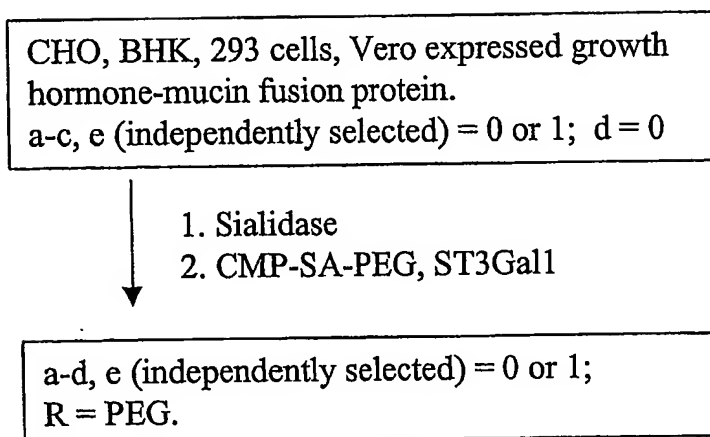 CHO, BHK, 293 cells, Vero expressed growth
hormone-mucin fusion protein.
a-c, e (independently selected) = 0 or 1; d = 0
1. Sialidase
2. CMP-SA-PEG, ST3Gal1
a-d, e (independently selected) = 0 or 1;
R = PEG.